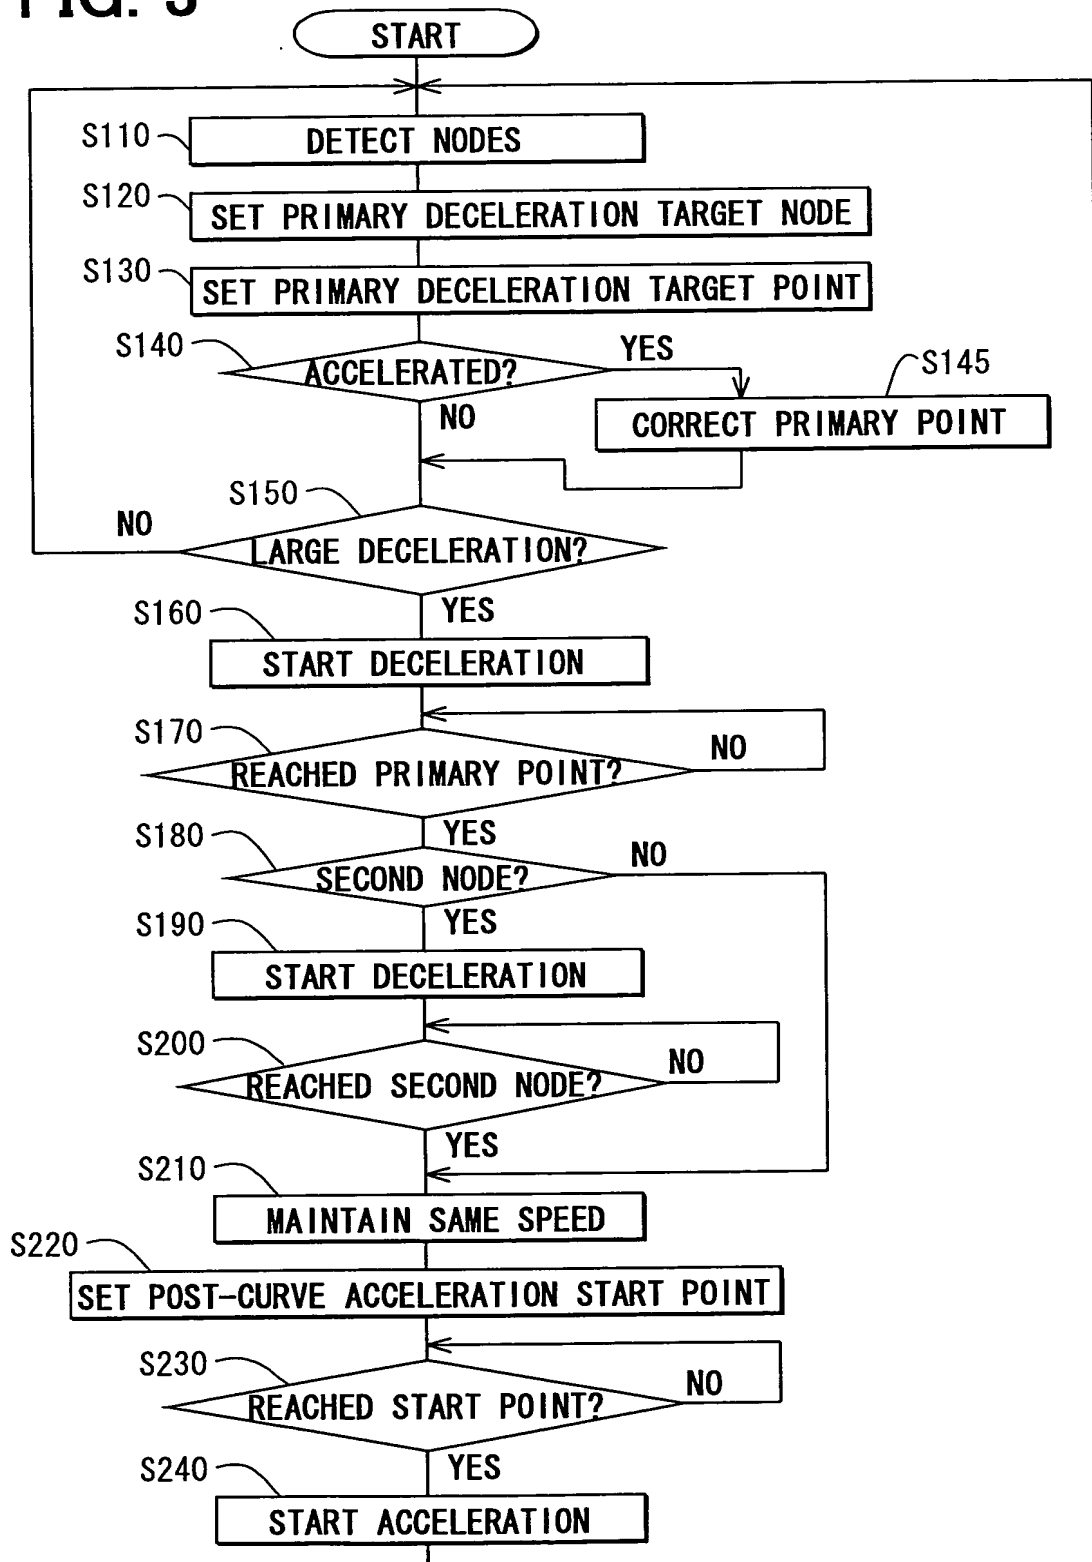 START
S110
DETECT NODES
S120
SET PRIMARY DECELERATION TARGET NODE
S130
SET PRIMARY DECELERATION TARGET POINT
S140
ACCELERATED?
YES
S145
CORRECT PRIMARY POINT
NO
S150
NO
LARGE DECELERATION?
YES
S160
START DECELERATION
S170
REACHED PRIMARY POINT?
NO
YES
S180
SECOND NODE?
NO
YES
S190
START DECELERATION
S200
REACHED SECOND NODE?
NO
YES
S210
MAINTAIN SAME SPEED
S220
SET POST-CURVE ACCELERATION START POINT
S230
REACHED START POINT?
NO
YES
S240
START ACCELERATION